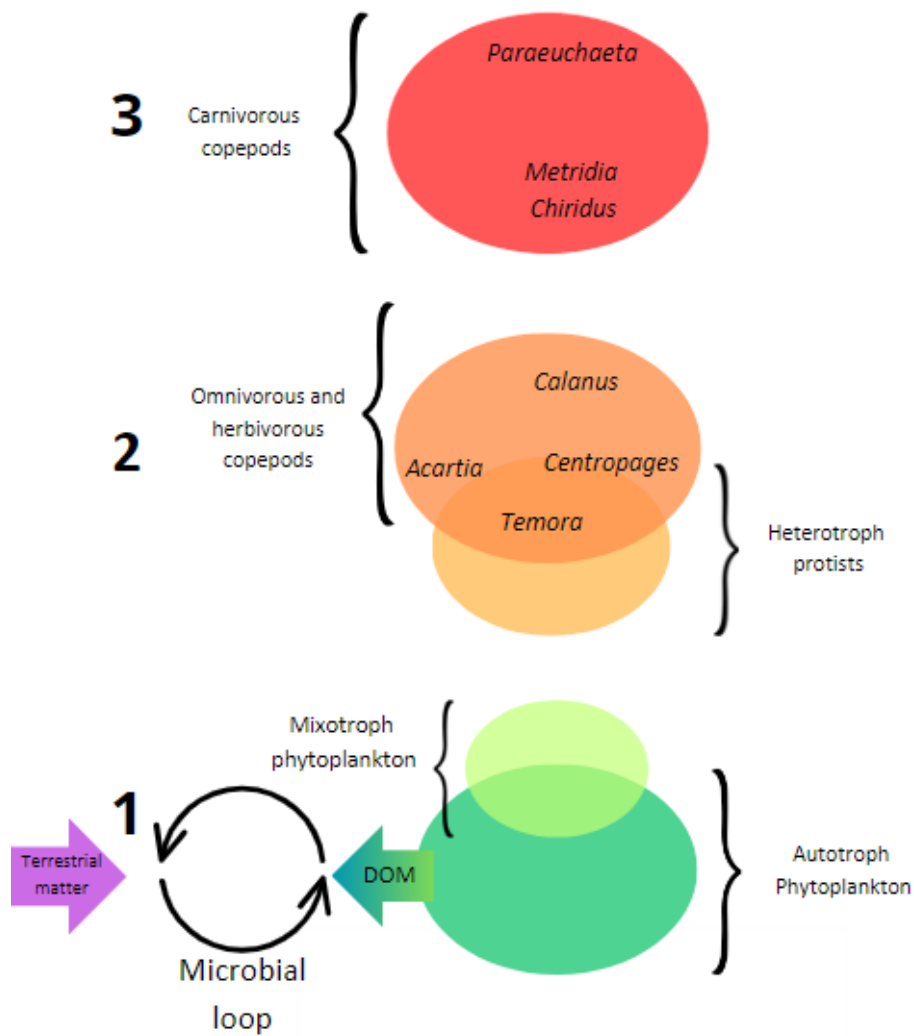 3
Carnivorous
copepods
Paraeuchaeta
Metridia
Chiridus
2
Omnivorous and
herbivorous
copepods
Calanus
Acartia
Centropages
Temora
Heterotroph
protists
1
Mixotroph
phytoplankton
Terrestrial
matter
DOM
Autotroph
Phytoplankton
Microbial
loop